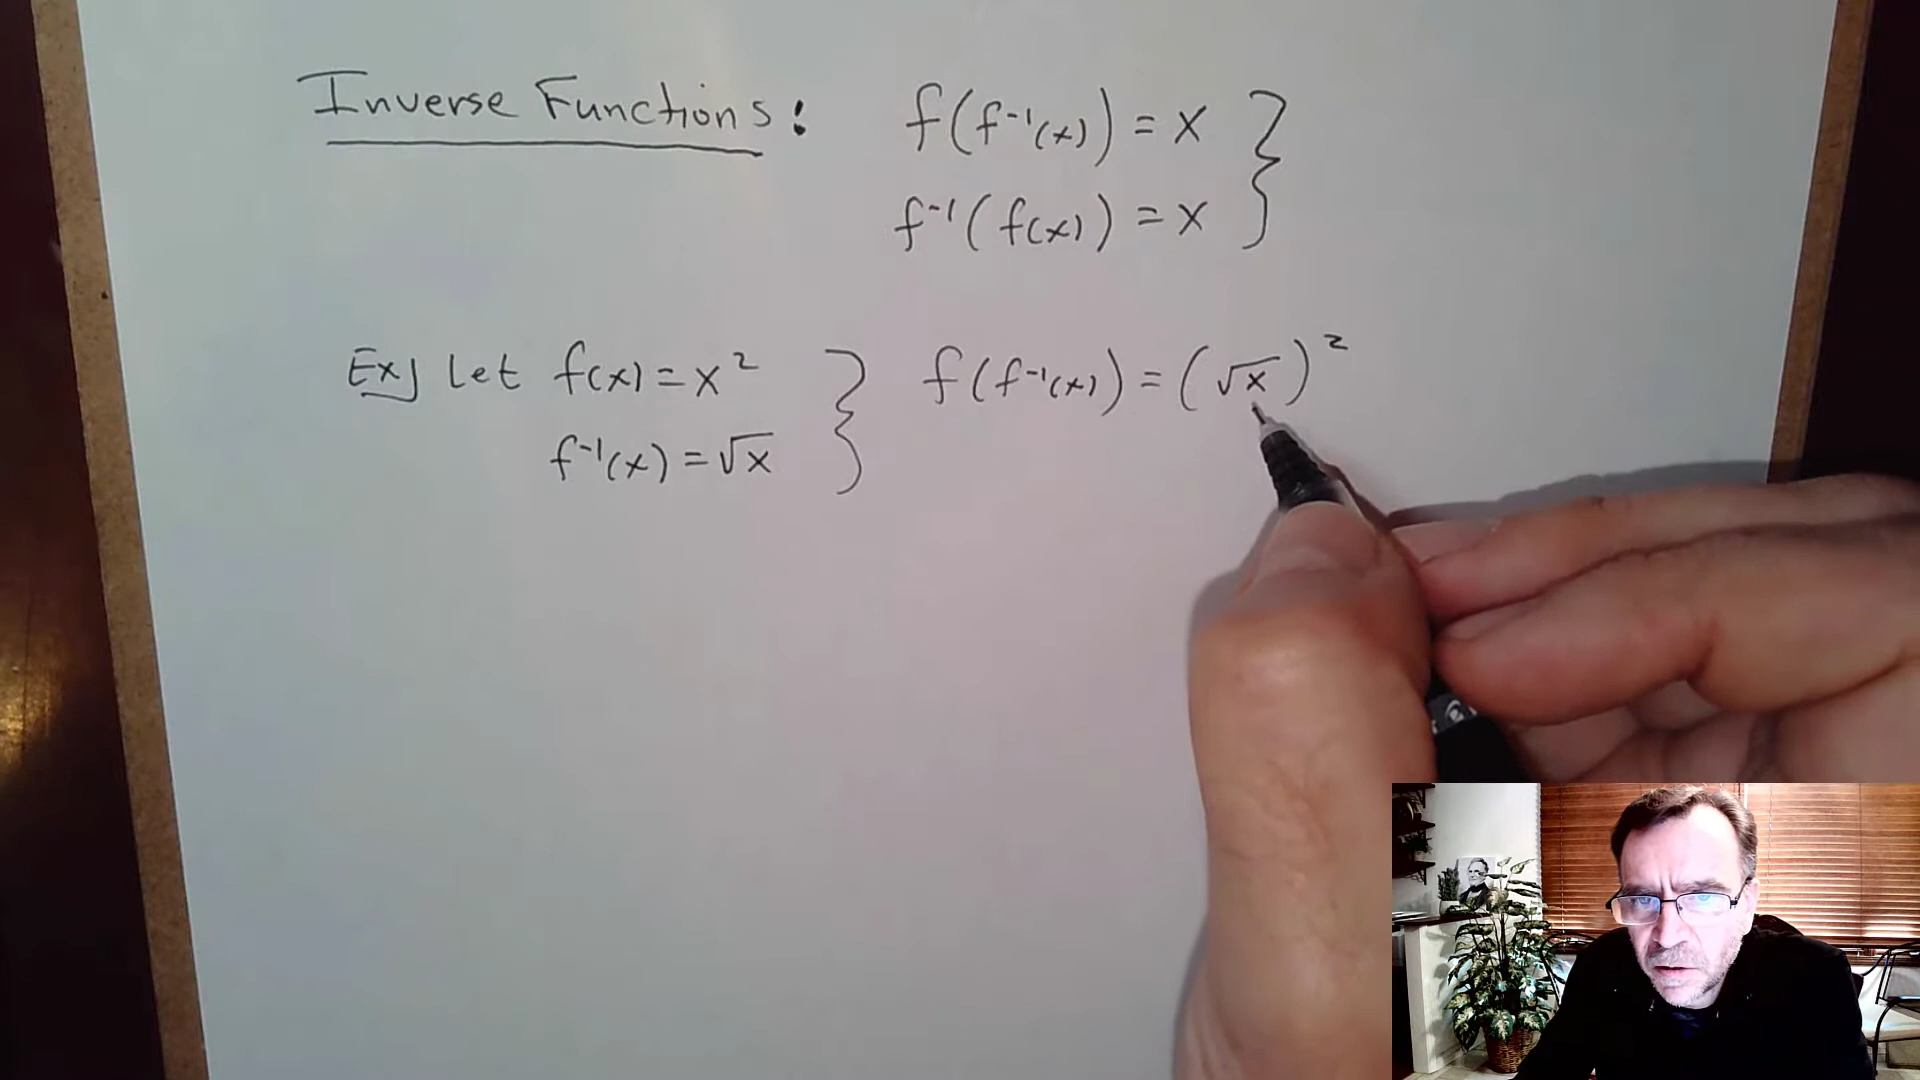 Inverse Functions: f(f⁻¹(x)) = x
f⁻¹(f(x)) = x
Ex] Let f(x) = x² f(f⁻¹(x)) = (√x)²
f⁻¹(x) = √x